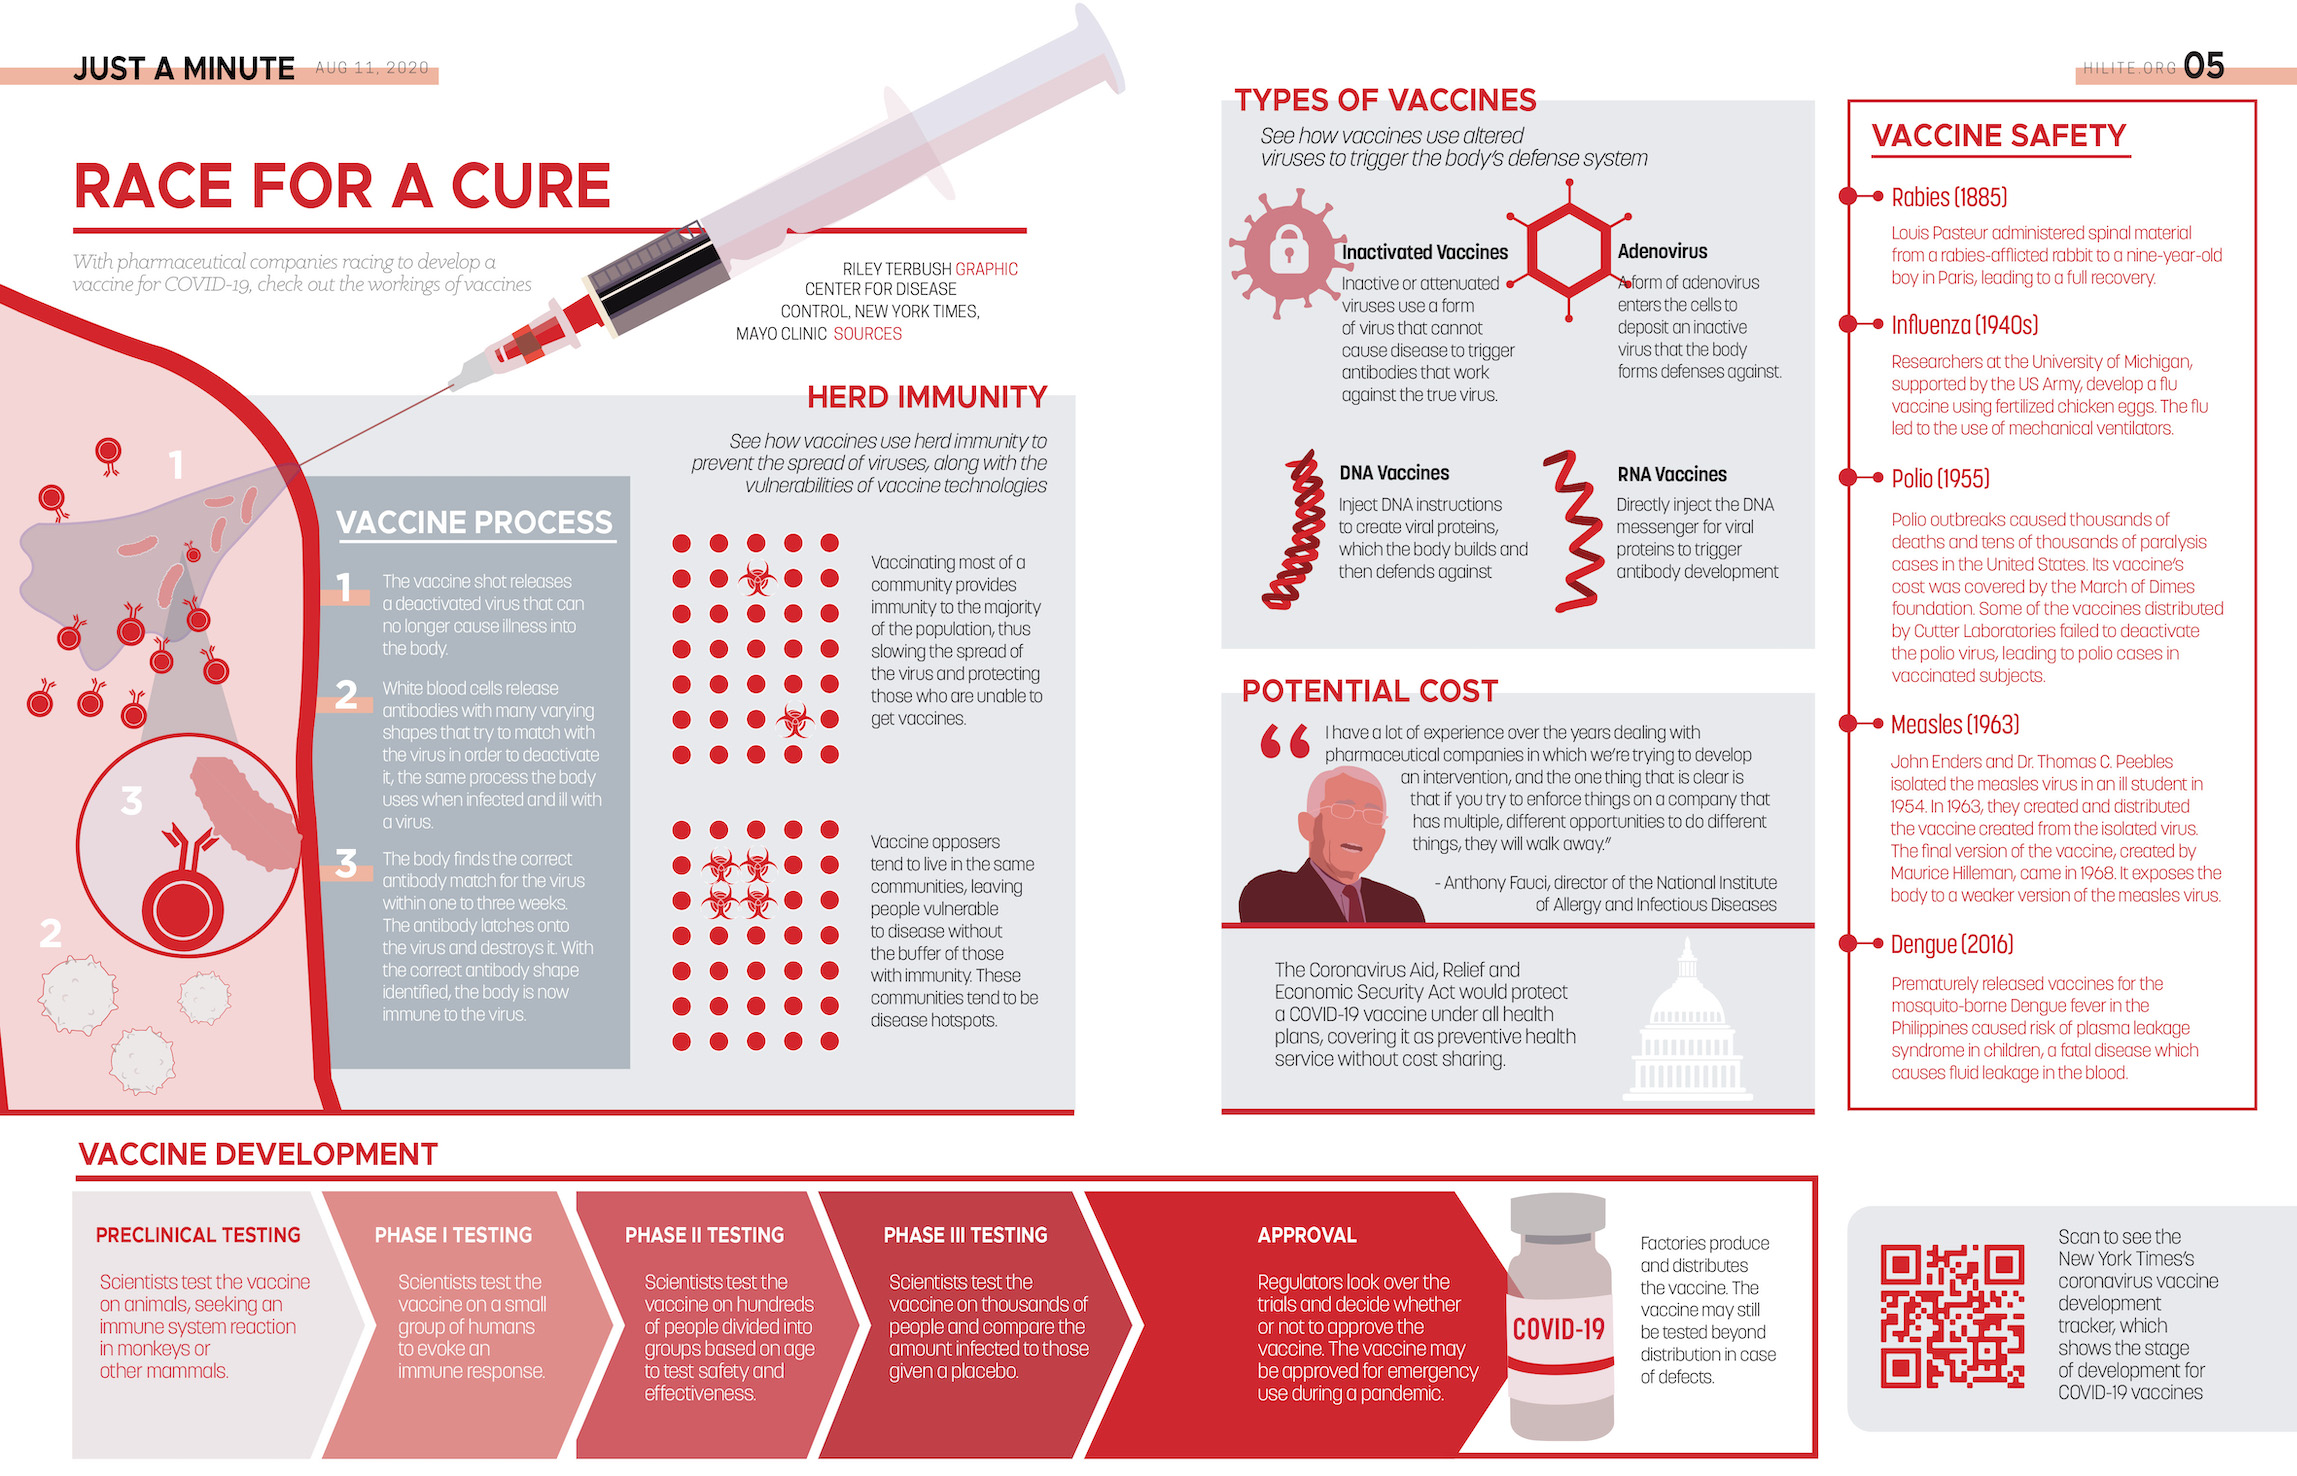 JUST A MINUTE AUG 11, 2020
HILITE.ORG 05
RACE FOR A CURE
With pharmaceutical companies racing to develop a
vaccine for COVID-19, check out the workings of vaccines
RILEY TERBUSH GRAPHIC
CENTER FOR DISEASE
CONTROL, NEW YORK TIMES,
MAYO CLINIC SOURCES
1
3
2
VACCINE PROCESS
1
The vaccine shot releases
a deactivated virus that can
no longer cause illness into
the body.
2
White blood cells release
antibodies with many varying
shapes that try to match with
the virus in order to deactivate
it, the same process the body
uses when infected and ill with
a virus.
3
The body finds the correct
antibody match for the virus
within one to three weeks.
The antibody latches onto
the virus and destroys it. With
the correct antibody shape
identified, the body is now
immune to the virus.
HERD IMMUNITY
See how vaccines use herd immunity to
prevent the spread of viruses, along with the
vulnerabilities of vaccine technologies
Vaccinating most of a
community provides
immunity to the majority
of the population, thus
slowing the spread of
the virus and protecting
those who are unable to
get vaccines.
Vaccine opposers
tend to live in the same
communities, leaving
people vulnerable
to disease without
the buffer of those
with immunity. These
communities tend to be
disease hotspots.
TYPES OF VACCINES
See how vaccines use altered
viruses to trigger the body's defense system
Inactivated Vaccines
Inactive or attenuated
viruses use a form
of virus that cannot
cause disease to trigger
antibodies that work
against the true virus.
Adenovirus
A form of adenovirus
enters the cells to
deposit an inactive
virus that the body
forms defenses against.
DNA Vaccines
Inject DNA instructions
to create viral proteins,
which the body builds and
then defends against
RNA Vaccines
Directly inject the DNA
messenger for viral
proteins to trigger
antibody development
POTENTIAL COST
“ I have a lot of experience over the years dealing with
pharmaceutical companies in which we're trying to develop
an intervention, and the one thing that is clear is
that if you try to enforce things on a company that
has multiple, different opportunities to do different
things, they will walk away.”
- Anthony Fauci, director of the National Institute
of Allergy and Infectious Diseases
The Coronavirus Aid, Relief and
Economic Security Act would protect
a COVID-19 vaccine under all health
plans, covering it as preventive health
service without cost sharing.
VACCINE SAFETY
Rabies (1885)
Louis Pasteur administered spinal material
from a rabies-afflicted rabbit to a nine-year-old
boy in Paris, leading to a full recovery.
Influenza (1940s)
Researchers at the University of Michigan,
supported by the US Army, develop a flu
vaccine using fertilized chicken eggs. The flu
led to the use of mechanical ventilators.
Polio (1955)
Polio outbreaks caused thousands of
deaths and tens of thousands of paralysis
cases in the United States. Its vaccine's
cost was covered by the March of Dimes
foundation. Some of the vaccines distributed
by Cutter Laboratories failed to deactivate
the polio virus, leading to polio cases in
vaccinated subjects.
Measles (1963)
John Enders and Dr. Thomas C. Peebles
isolated the measles virus in an ill student in
1954. In 1963, they created and distributed
the vaccine created from the isolated virus.
The final version of the vaccine, created by
Maurice Hilleman, came in 1968. It exposes the
body to a weaker version of the measles virus.
Dengue (2016)
Prematurely released vaccines for the
mosquito-borne Dengue fever in the
Philippines caused risk of plasma leakage
syndrome in children, a fatal disease which
causes fluid leakage in the blood.
VACCINE DEVELOPMENT
PRECLINICAL TESTING
Scientists test the vaccine
on animals, seeking an
immune system reaction
in monkeys or
other mammals.
PHASE I TESTING
Scientists test the
vaccine on a small
group of humans
to evoke an
immune response.
PHASE II TESTING
Scientists test the
vaccine on hundreds
of people divided into
groups based on age
to test safety and
effectiveness.
PHASE III TESTING
Scientists test the
vaccine on thousands of
people and compare the
amount infected to those
given a placebo.
APPROVAL
Regulators look over the
trials and decide whether
or not to approve the
vaccine. The vaccine may
be approved for emergency
use during a pandemic.
COVID-19
Factories produce
and distributes
the vaccine. The
vaccine may still
be tested beyond
distribution in case
of defects.
Scan to see the
New York Times's
coronavirus vaccine
development
tracker, which
shows the stage
of development for
COVID-19 vaccines